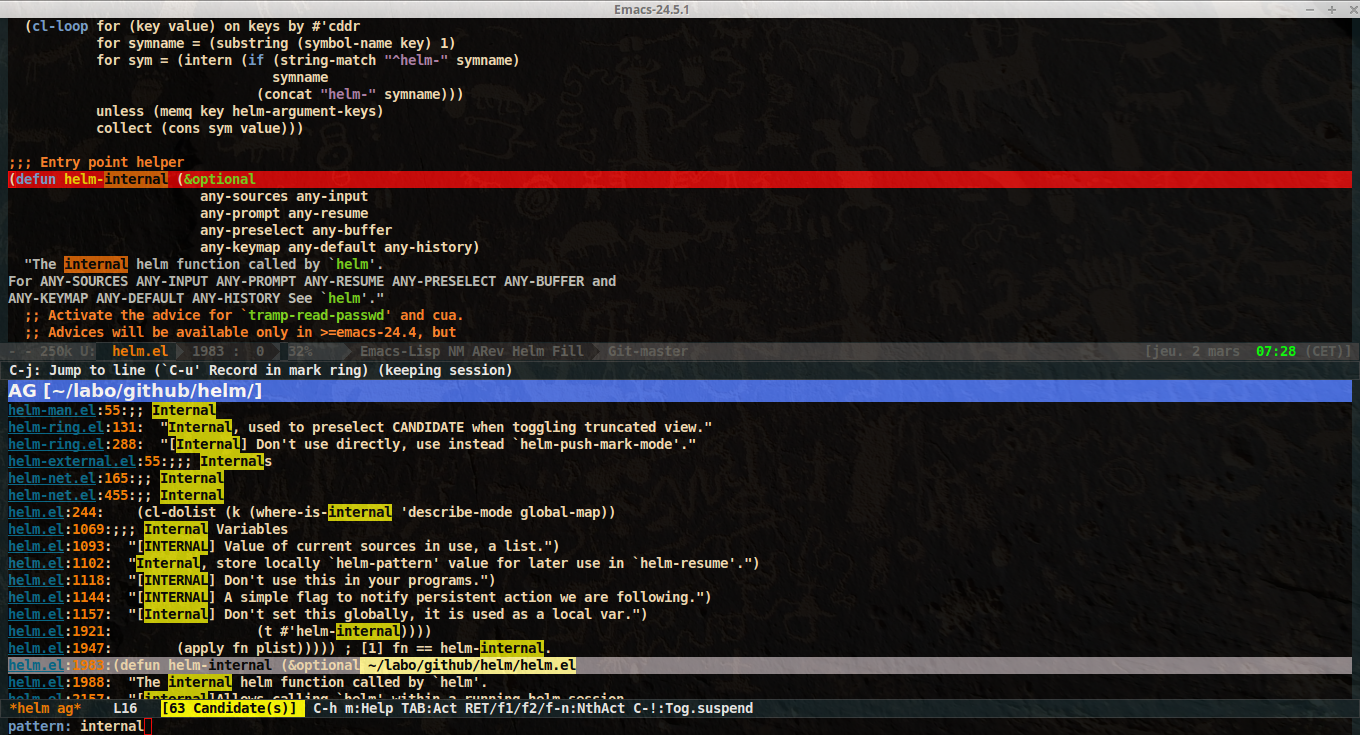 Emacs-24.5.1
(cl-loop for (key value) on keys by #'cddr
for symname = (substring (symbol-name key) 1)
for sym = (intern (if (string-match "^helm-" symname)
symname
(concat "helm-" symname)))
unless (memq key helm-argument-keys)
collect (cons sym value)))
;;; Entry point helper
(defun helm-internal (&optional
any-sources any-input
any-prompt any-resume
any-preselect any-buffer
any-keymap any-default any-history)
"The internal helm function called by `helm'.
For ANY-SOURCES ANY-INPUT ANY-PROMPT ANY-RESUME ANY-PRESELECT ANY-BUFFER and
ANY-KEYMAP ANY-DEFAULT ANY-HISTORY See `helm'."
;; Activate the advice for `tramp-read-passwd' and cua.
;; Advices will be available only in >=emacs-24.4, but
- - 250k U: helm.el 1983 : 0 32% Emacs-Lisp NM ARev Helm Fill Git-master [jeu. 2 mars 07:28 (CET)]
C-j: Jump to line (`C-u' Record in mark ring) (keeping session)
AG [~/labo/github/helm/]
helm-man.el:55:;; Internal
helm-ring.el:131: "Internal, used to preselect CANDIDATE when toggling truncated view."
helm-ring.el:288: "[Internal] Don't use directly, use instead `helm-push-mark-mode'."
helm-external.el:55:;;; Internals
helm-net.el:165:;; Internal
helm-net.el:455:;; Internal
helm.el:244: (cl-dolist (k (where-is-internal 'describe-mode global-map))
helm.el:1069:;;; Internal Variables
helm.el:1093: "[INTERNAL] Value of current sources in use, a list.")
helm.el:1102: "Internal, store locally `helm-pattern' value for later use in `helm-resume'.")
helm.el:1118: "[INTERNAL] Don't use this in your programs.")
helm.el:1144: "[INTERNAL] A simple flag to notify persistent action we are following.")
helm.el:1157: "[Internal] Don't set this globally, it is used as a local var.")
helm.el:1921: (t #'helm-internal))))
helm.el:1947: (apply fn plist))))) ; [1] fn == helm-internal.
helm.el:1983:(defun helm-internal (&optional ~/labo/github/helm/helm.el
helm.el:1988: "The internal helm function called by `helm'.
helm.el:2157: "[internal]Allows calling `helm' within a running helm session.
*helm ag* L16 [63 Candidate(s)] C-h m:Help TAB:Act RET/f1/f2/f-n:NthAct C-!:Tog.suspend
pattern: internal